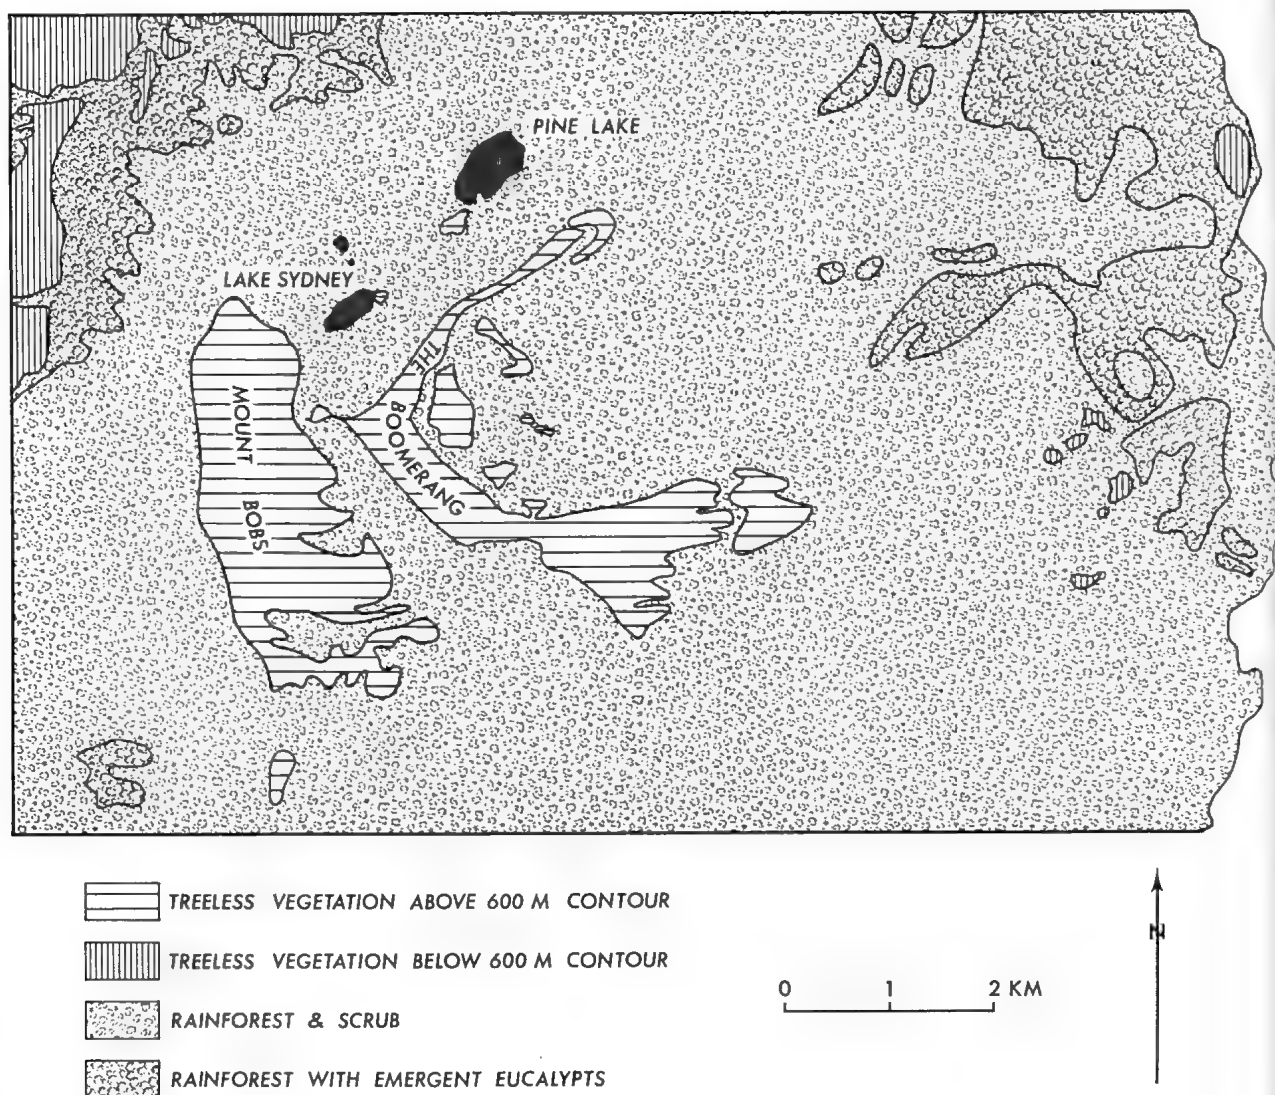 PINE LAKE
LAKE SYDNEY
THE
BOOMERANG
MOUNT
BOBS
TREELESS VEGETATION ABOVE 600 M CONTOUR
TREELESS VEGETATION BELOW 600 M CONTOUR
RAINFOREST & SCRUB
RAINFOREST WITH EMERGENT EUCALYPTS
0 1 2 KM
N